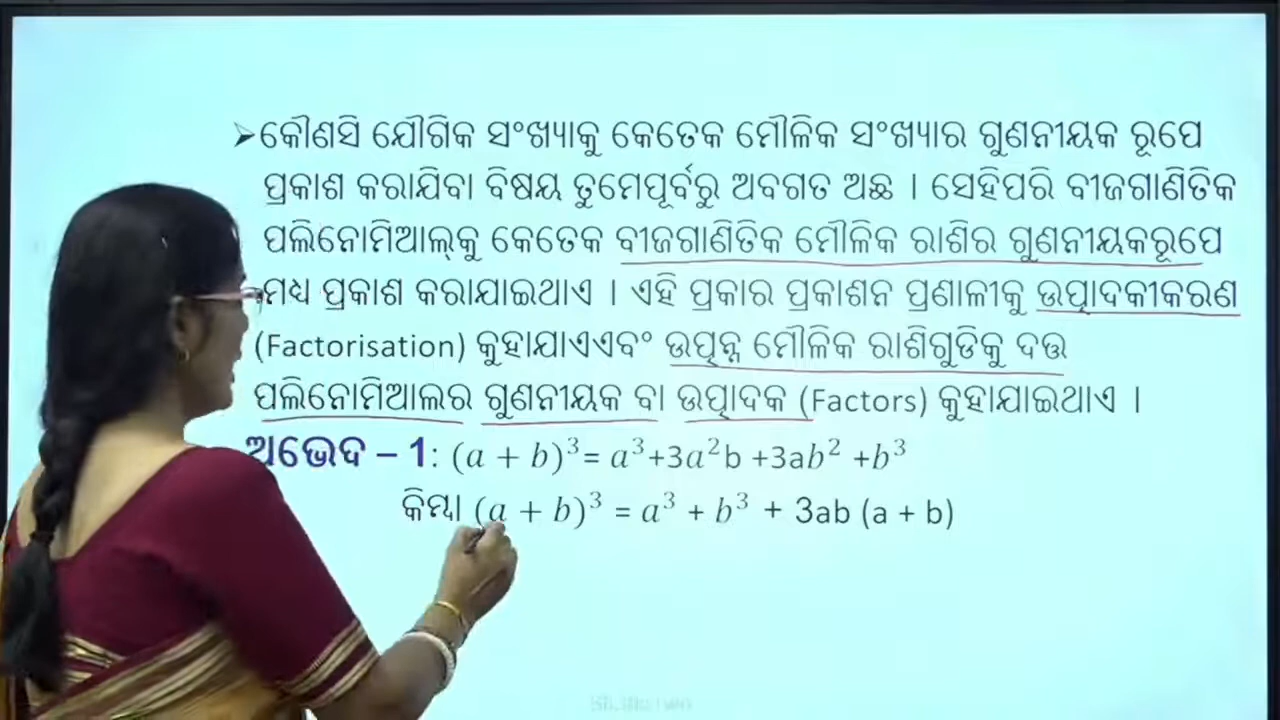 ➢କୌଣସି ଯୌଗିକ ସଂଖ୍ୟାକୁ କେତେକ ମୌଳିକ ସଂଖ୍ୟାର ଗୁଣନୀୟକ ରୂପେ
ପ୍ରକାଶ କରାଯିବା ବିଷୟ ତୁମେପୂର୍ବରୁ ଅବଗତ ଅଛ । ସେହିପରି ବୀଜଗାଣିତିକ
ପଲିନୋମିଆଲ୍‌କୁ କେତେକ ବୀଜଗାଣିତିକ ମୌଳିକ ରାଶିର ଗୁଣନୀୟକରୂପେ
ମଧ୍ୟ ପ୍ରକାଶ କରାଯାଇଥାଏ । ଏହି ପ୍ରକାର ପ୍ରକାଶନ ପ୍ରଣାଳୀକୁ ଉତ୍ପାଦକୀକରଣ
(Factorisation) କୁହାଯାଏଏବଂ ଉତ୍ପନ୍ନ ମୌଳିକ ରାଶିଗୁଡିକୁ ଦତ୍ତ
ପଲିନୋମିଆଲର ଗୁଣନୀୟକ ବା ଉତ୍ପାଦକ (Factors) କୁହାଯାଇଥାଏ ।
ଅଭେଦ – 1: (a + b)³= a³+3a²b +3ab² +b³
କିମ୍ବା (a + b)³ = a³ + b³ + 3ab (a + b)